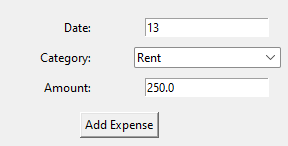 Date: 13
Category: Rent
Amount: 250.0
Add Expense